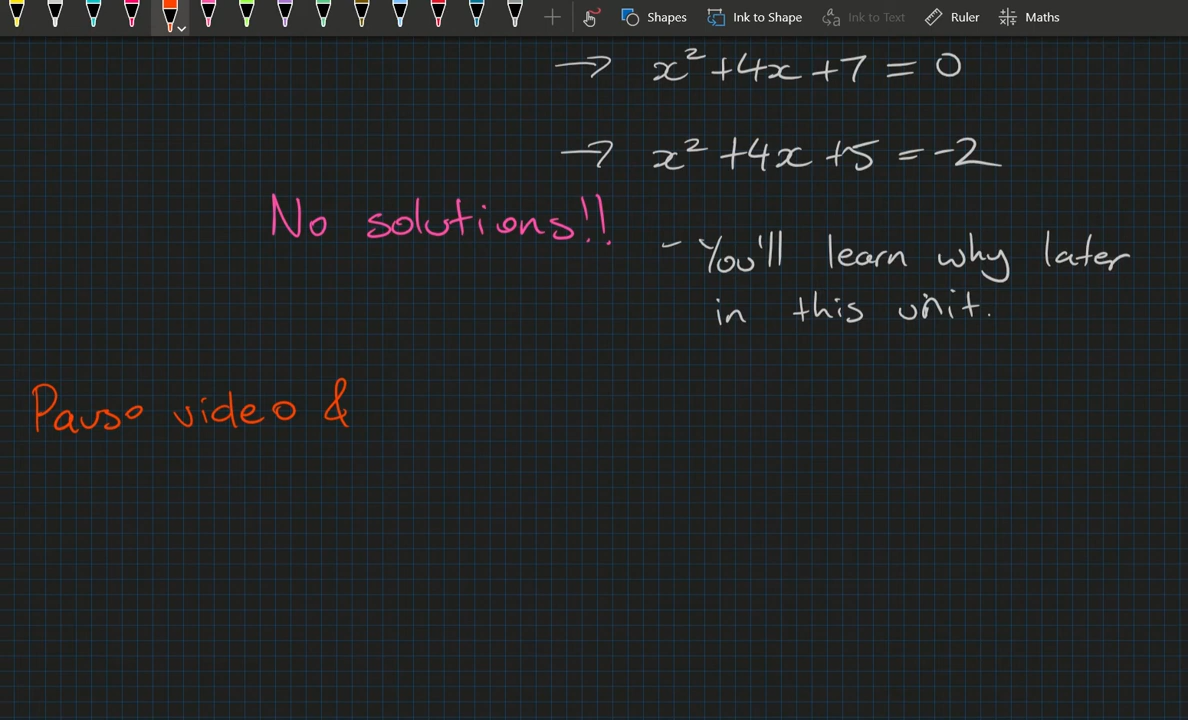 Shapes Ink to Shape Ink to Text Ruler Maths
→ x²+4x+7 = 0
→ x²+4x+5 = -2
No solutions!!
- You'll learn why later
in this unit.
Pause video &